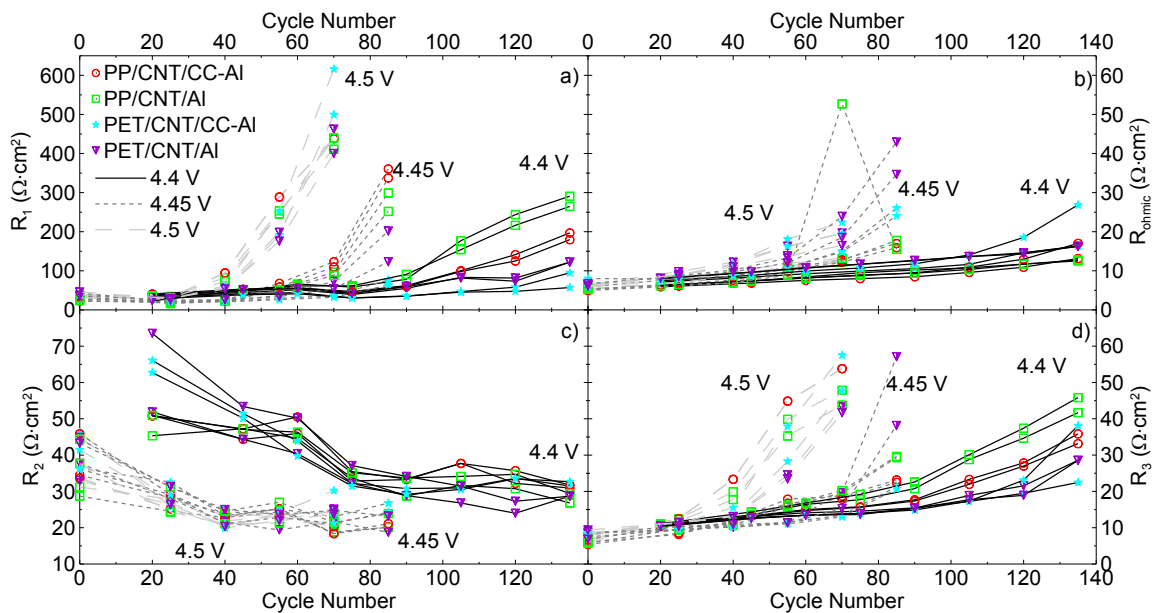 Cycle Number Cycle Number
0 20 40 60 80 100 120 0 20 40 60 80 100 120 140
600 500 400 300 200 100 0
R₁ (Ω·cm²)
PP/CNT/CC-Al
PP/CNT/Al
PET/CNT/CC-Al
PET/CNT/Al
4.4 V
4.45 V
4.5 V
a)
4.5 V
4.45 V
4.4 V
b)
4.5 V
4.45 V
4.4 V
60 50 40 30 20 10 0
R_ohmic (Ω·cm²)
70 60 50 40 30 20 10
R₂ (Ω·cm²)
c)
4.4 V
4.5 V
4.45 V
d)
4.5 V
4.45 V
4.4 V
60 50 40 30 20 10 0
R₃ (Ω·cm²)
0 20 40 60 80 100 120 0 20 40 60 80 100 120 140
Cycle Number Cycle Number